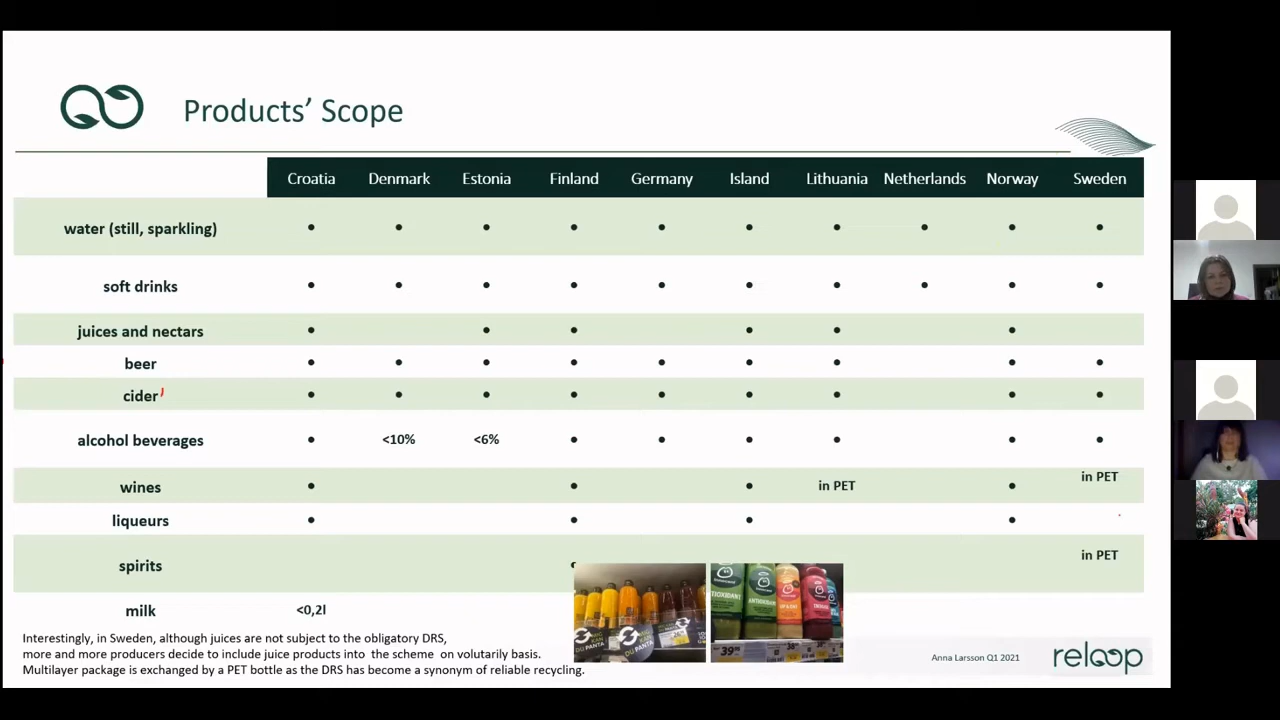 Products’ Scope
Croatia Denmark Estonia Finland Germany Island Lithuania Netherlands Norway Sweden
water (still, sparkling) • • • • • • • • • •
soft drinks • • • • • • • • • •
juices and nectars • • • • • •
beer • • • • • • • • •
cider • • • • • • • • •
alcohol beverages • <10% <6% • • • • • •
wines • • • in PET • in PET
liqueurs • • • •
spirits in PET
milk <0,2l
Interestingly, in Sweden, although juices are not subject to the obligatory DRS,
more and more producers decide to include juice products into the scheme on volutarily basis.
Multilayer package is exchanged by a PET bottle as the DRS has become a synonym of reliable recycling.
DU PANTA
39
38
Anna Larsson Q1 2021
reloop